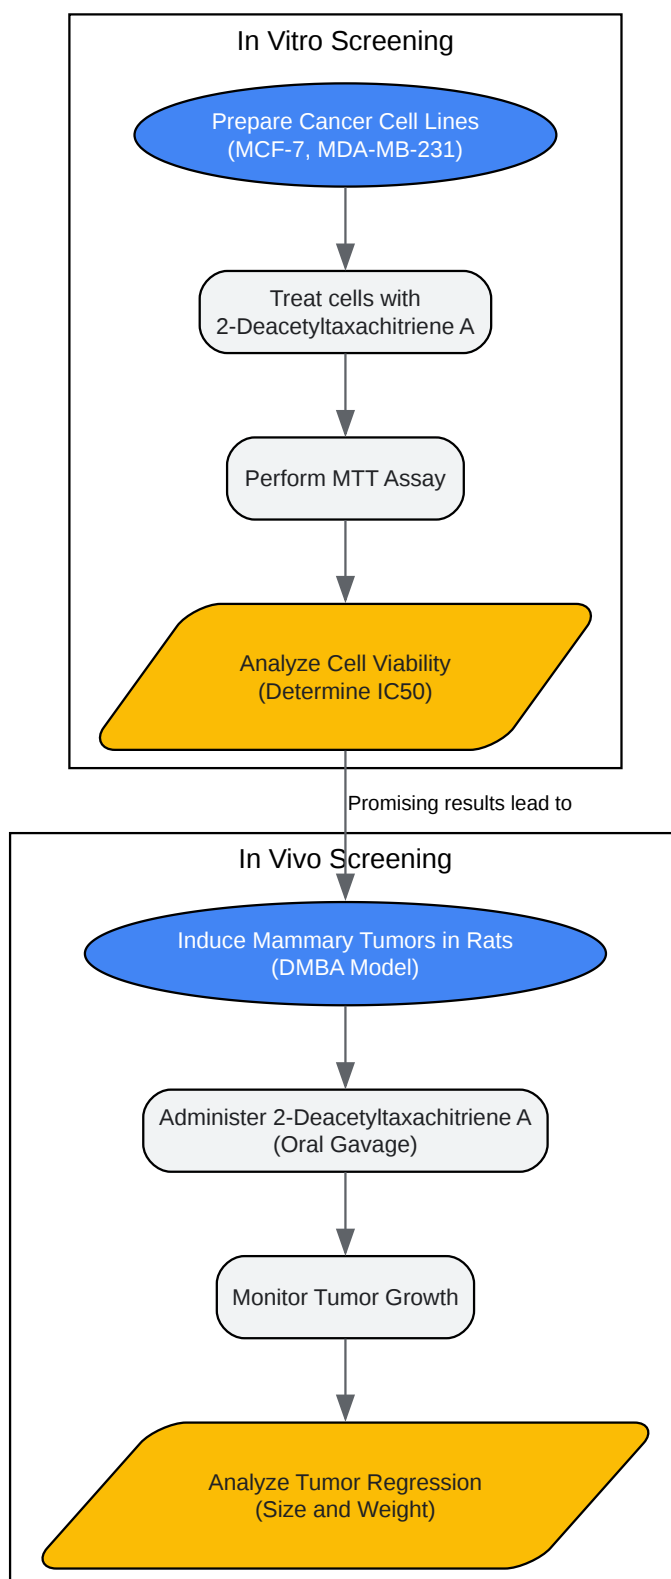 In Vitro Screening
Prepare Cancer Cell Lines
(MCF-7, MDA-MB-231)
Treat cells with
2-Deacetyltaxachitriene A
Perform MTT Assay
Analyze Cell Viability
(Determine IC50)
Promising results lead to
In Vivo Screening
Induce Mammary Tumors in Rats
(DMBA Model)
Administer 2-Deacetyltaxachitriene A
(Oral Gavage)
Monitor Tumor Growth
Analyze Tumor Regression
(Size and Weight)